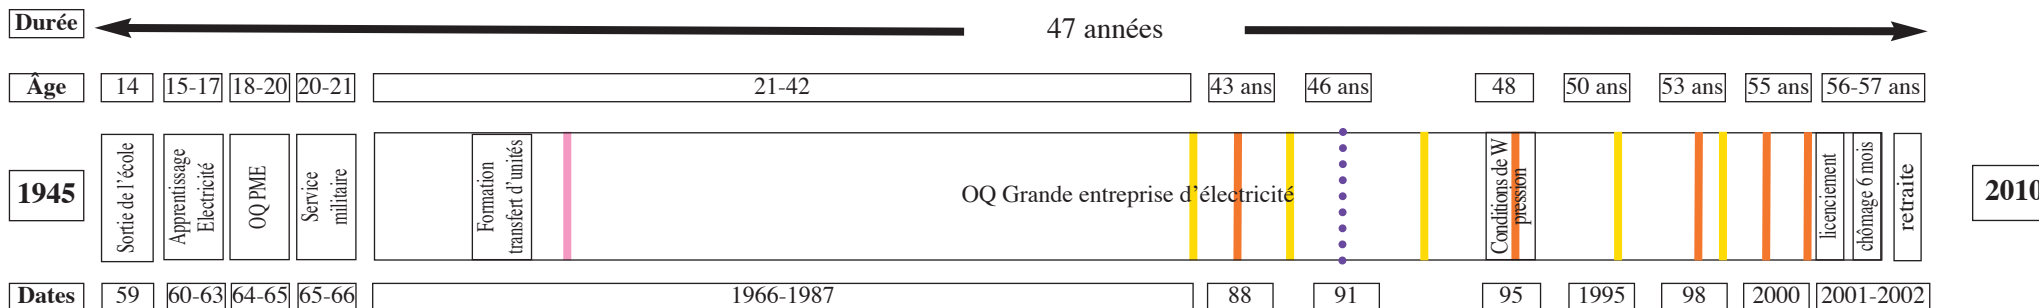 Durée
47 années
Âge
14
15-17
18-20
20-21
21-42
43 ans
46 ans
48
50 ans
53 ans
55 ans
56-57 ans
1945
Sortie de l'école
Apprentissage
Electricité
OQ PME
Service
militaire
Formation
transfert d'unités
OQ Grande entreprise d'électricité
Conditions de W
pression
licenciement
chômage 6 mois
retraite
2010
Dates
59
60-63
64-65
65-66
1966-1987
88
91
95
1995
98
2000
2001-2002